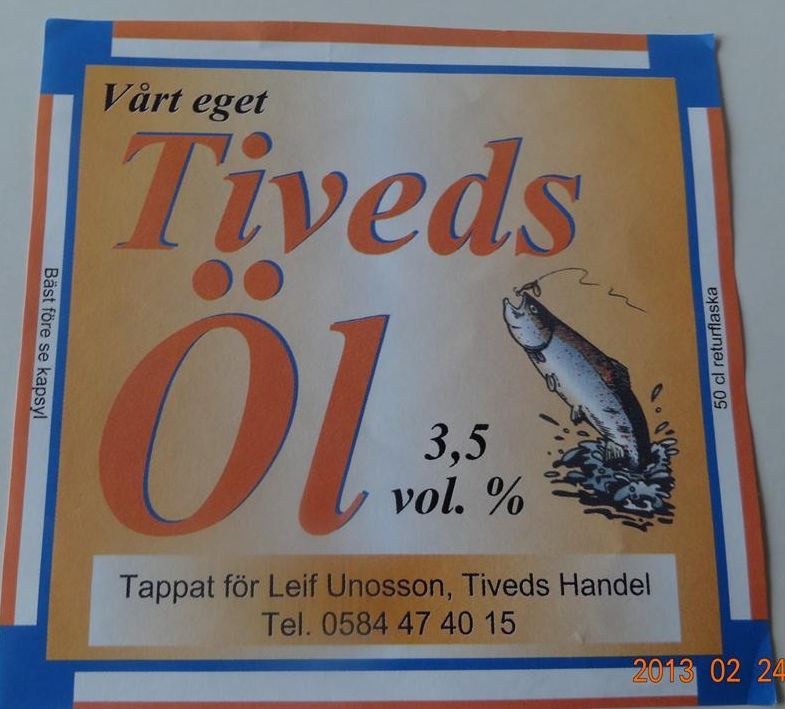 Vårt eget
Tiveds
Öl
3,5
vol. %
Bäst före se kapsyl
50 cl returflaska
Tappat för Leif Unosson, Tiveds Handel
Tel. 0584 47 40 15
2013 02 24